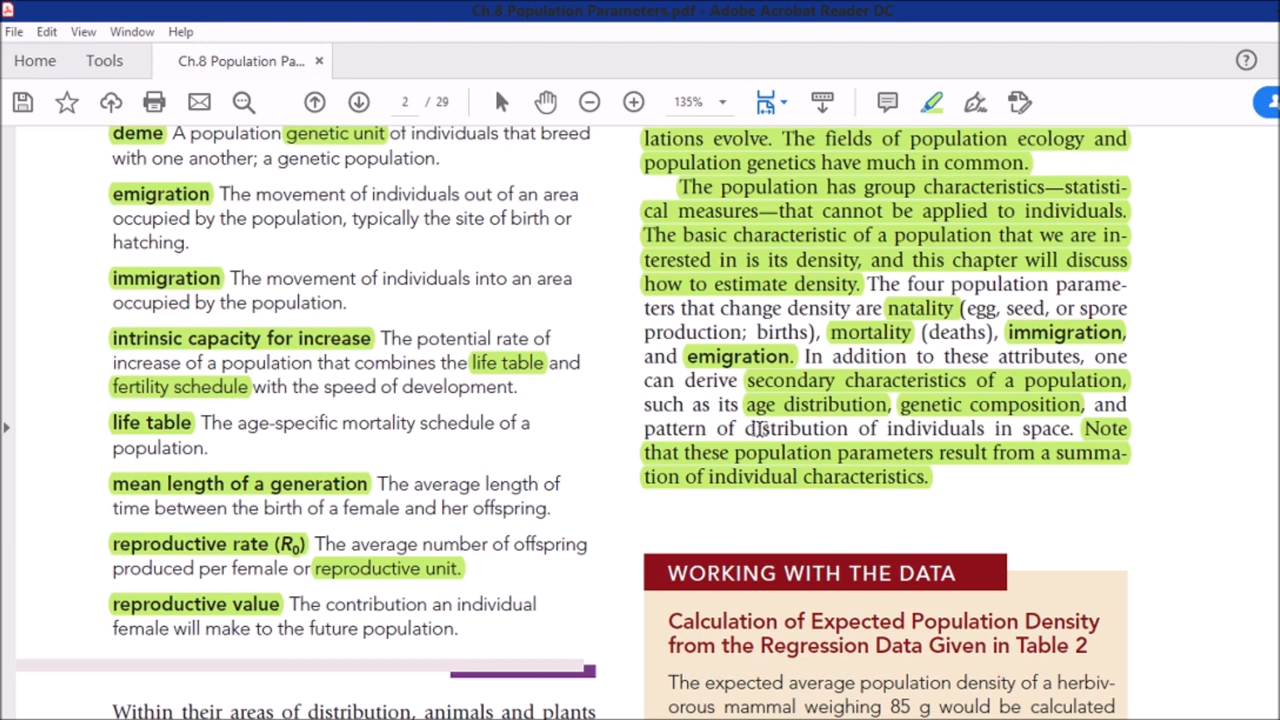 Ch.8 Population Parameters.pdf - Adobe Acrobat Reader DC
File Edit View Window Help
Home Tools Ch.8 Population Pa... ×
2 / 29 135%
deme A population genetic unit of individuals that breed
with one another; a genetic population.
emigration The movement of individuals out of an area
occupied by the population, typically the site of birth or
hatching.
immigration The movement of individuals into an area
occupied by the population.
intrinsic capacity for increase The potential rate of
increase of a population that combines the life table and
fertility schedule with the speed of development.
life table The age-specific mortality schedule of a
population.
mean length of a generation The average length of
time between the birth of a female and her offspring.
reproductive rate (R0) The average number of offspring
produced per female or reproductive unit.
reproductive value The contribution an individual
female will make to the future population.
Within their areas of distribution, animals and plants
lations evolve. The fields of population ecology and
population genetics have much in common.
The population has group characteristics—statisti-
cal measures—that cannot be applied to individuals.
The basic characteristic of a population that we are in-
terested in is its density, and this chapter will discuss
how to estimate density. The four population parame-
ters that change density are natality (egg, seed, or spore
production; births), mortality (deaths), immigration,
and emigration. In addition to these attributes, one
can derive secondary characteristics of a population,
such as its age distribution, genetic composition, and
pattern of distribution of individuals in space. Note
that these population parameters result from a summa-
tion of individual characteristics.
WORKING WITH THE DATA
Calculation of Expected Population Density
from the Regression Data Given in Table 2
The expected average population density of a herbiv-
orous mammal weighing 85 g would be calculated